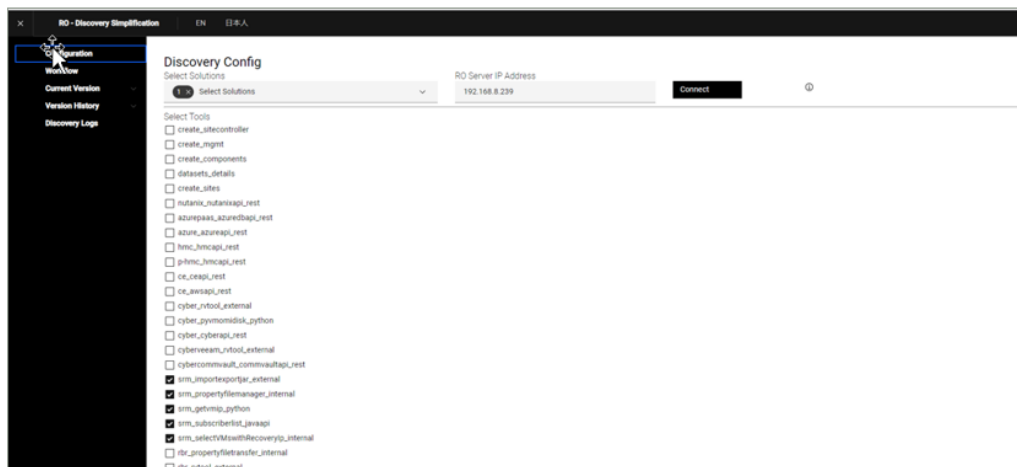 × RO - Discovery Simplification EN 日本人
Configuration
Workflow
Current Version
Version History
Discovery Logs
Discovery Config
Select Solutions RO Server IP Address
1 × Select Solutions 192.168.8.239 Connect
Select Tools
create_sitecontroller
create_mgmt
create_components
datasets_details
create_sites
nutanix_nutanixapi_rest
azurepaas_azuredbapi_rest
azure_azureapi_rest
hmc_hmcapi_rest
p-hmc_hmcapi_rest
ce_ceapi_rest
ce_awsapi_rest
cyber_rvtool_external
cyber_pyvmomidisk_python
cyber_cyberapi_rest
cyberveeam_rvtool_external
cybercommvault_commvaultapi_rest
srm_importexportjar_external
srm_propertyfilemanager_internal
srm_getvmip_python
srm_subscriberlist_javaapi
srm_selectVMswithRecoveryIp_internal
rbr_propertyfiletransfer_internal